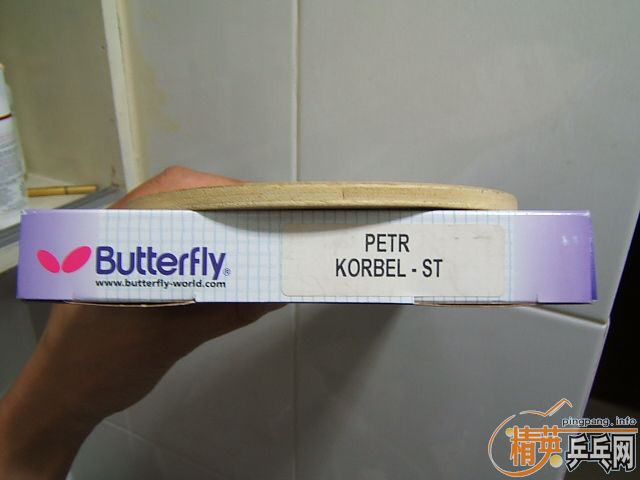 Butterfly®
www.butterfly-world.com
PETR
KORBEL - ST
pingpang.info
精英乒乓网